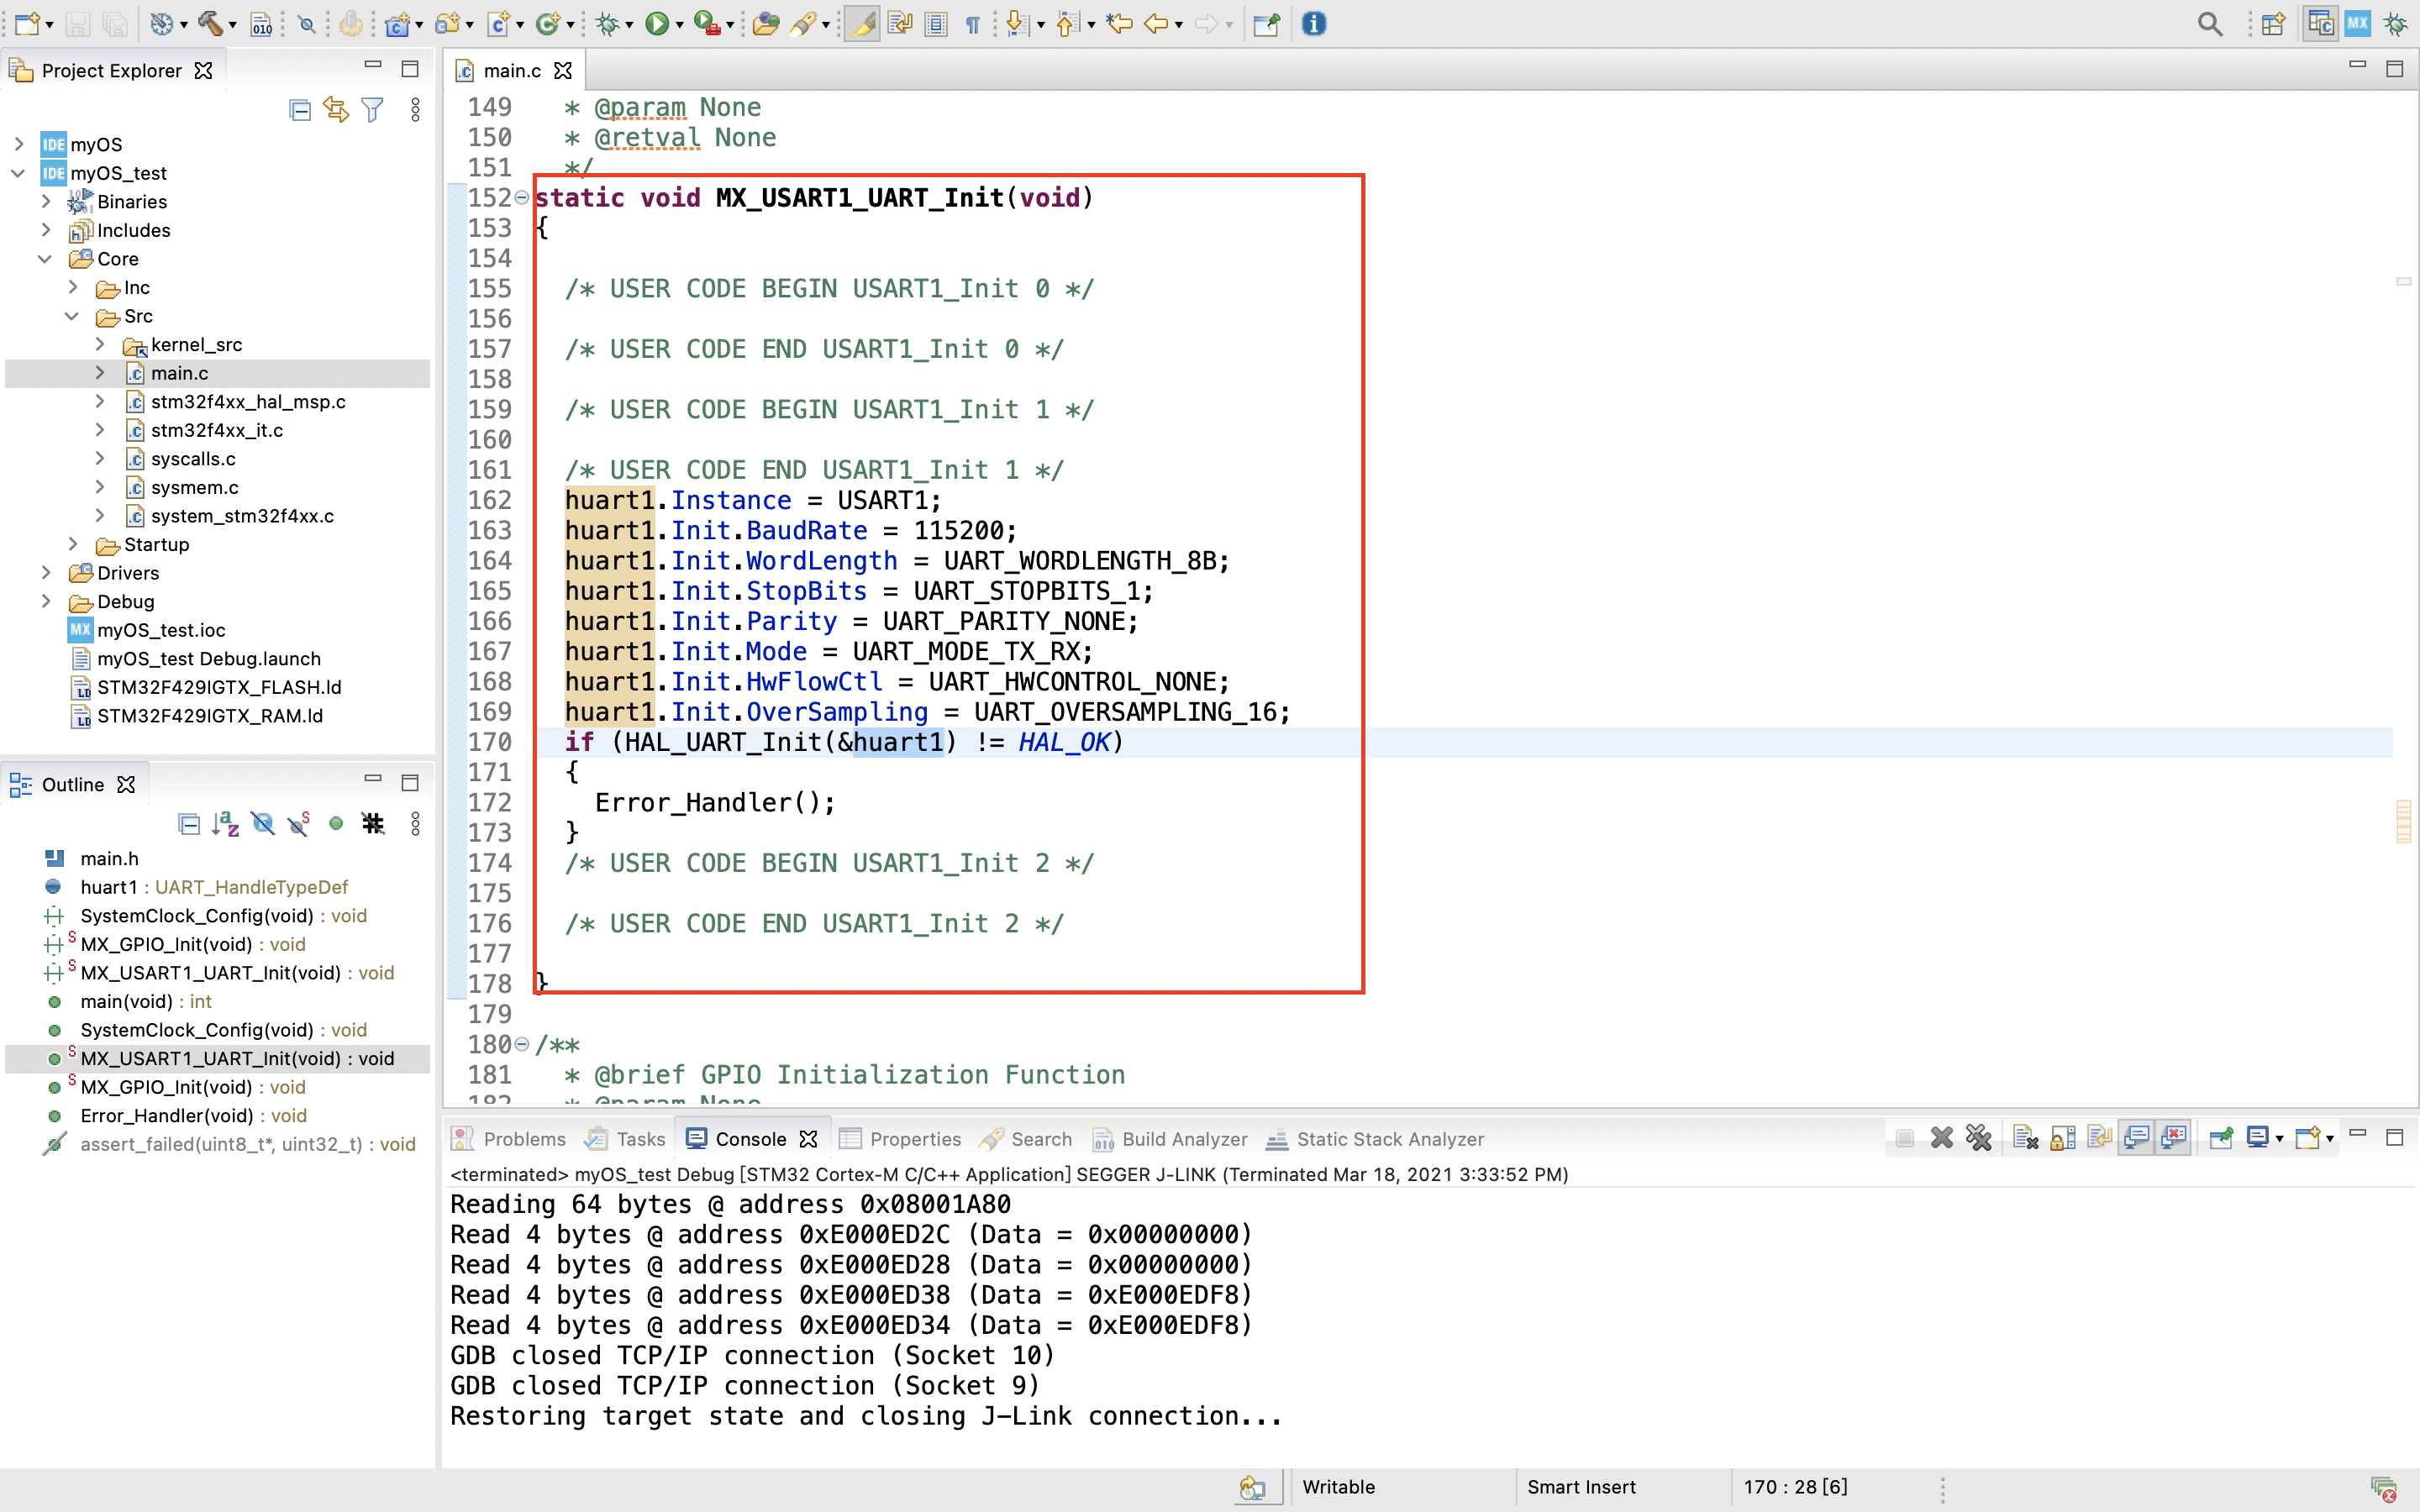 Project Explorer
main.c
myOS
myOS_test
Binaries
Includes
Core
Inc
Src
kernel_src
main.c
stm32f4xx_hal_msp.c
stm32f4xx_it.c
syscalls.c
sysmem.c
system_stm32f4xx.c
Startup
Drivers
Debug
myOS_test.ioc
myOS_test Debug.launch
STM32F429IGTX_FLASH.ld
STM32F429IGTX_RAM.ld
Outline
main.h
huart1 : UART_HandleTypeDef
SystemClock_Config(void) : void
MX_GPIO_Init(void) : void
MX_USART1_UART_Init(void) : void
main(void) : int
SystemClock_Config(void) : void
MX_USART1_UART_Init(void) : void
MX_GPIO_Init(void) : void
Error_Handler(void) : void
assert_failed(uint8_t*, uint32_t) : void
149 * @param None
150 * @retval None
151 */
152 static void MX_USART1_UART_Init(void)
153 {
154
155 /* USER CODE BEGIN USART1_Init 0 */
156
157 /* USER CODE END USART1_Init 0 */
158
159 /* USER CODE BEGIN USART1_Init 1 */
160
161 /* USER CODE END USART1_Init 1 */
162 huart1.Instance = USART1;
163 huart1.Init.BaudRate = 115200;
164 huart1.Init.WordLength = UART_WORDLENGTH_8B;
165 huart1.Init.StopBits = UART_STOPBITS_1;
166 huart1.Init.Parity = UART_PARITY_NONE;
167 huart1.Init.Mode = UART_MODE_TX_RX;
168 huart1.Init.HwFlowCtl = UART_HWCONTROL_NONE;
169 huart1.Init.OverSampling = UART_OVERSAMPLING_16;
170 if (HAL_UART_Init(&huart1) != HAL_OK)
171 {
172 Error_Handler();
173 }
174 /* USER CODE BEGIN USART1_Init 2 */
175
176 /* USER CODE END USART1_Init 2 */
177
178 }
179
180 /**
181 * @brief GPIO Initialization Function
182 * @param None
Problems Tasks Console Properties Search Build Analyzer Static Stack Analyzer
<terminated> myOS_test Debug [STM32 Cortex-M C/C++ Application] SEGGER J-LINK (Terminated Mar 18, 2021 3:33:52 PM)
Reading 64 bytes @ address 0x08001A80
Read 4 bytes @ address 0xE000ED2C (Data = 0x00000000)
Read 4 bytes @ address 0xE000ED28 (Data = 0x00000000)
Read 4 bytes @ address 0xE000ED38 (Data = 0xE000EDF8)
Read 4 bytes @ address 0xE000ED34 (Data = 0xE000EDF8)
GDB closed TCP/IP connection (Socket 10)
GDB closed TCP/IP connection (Socket 9)
Restoring target state and closing J-Link connection...
Writable Smart Insert 170 : 28 [6]